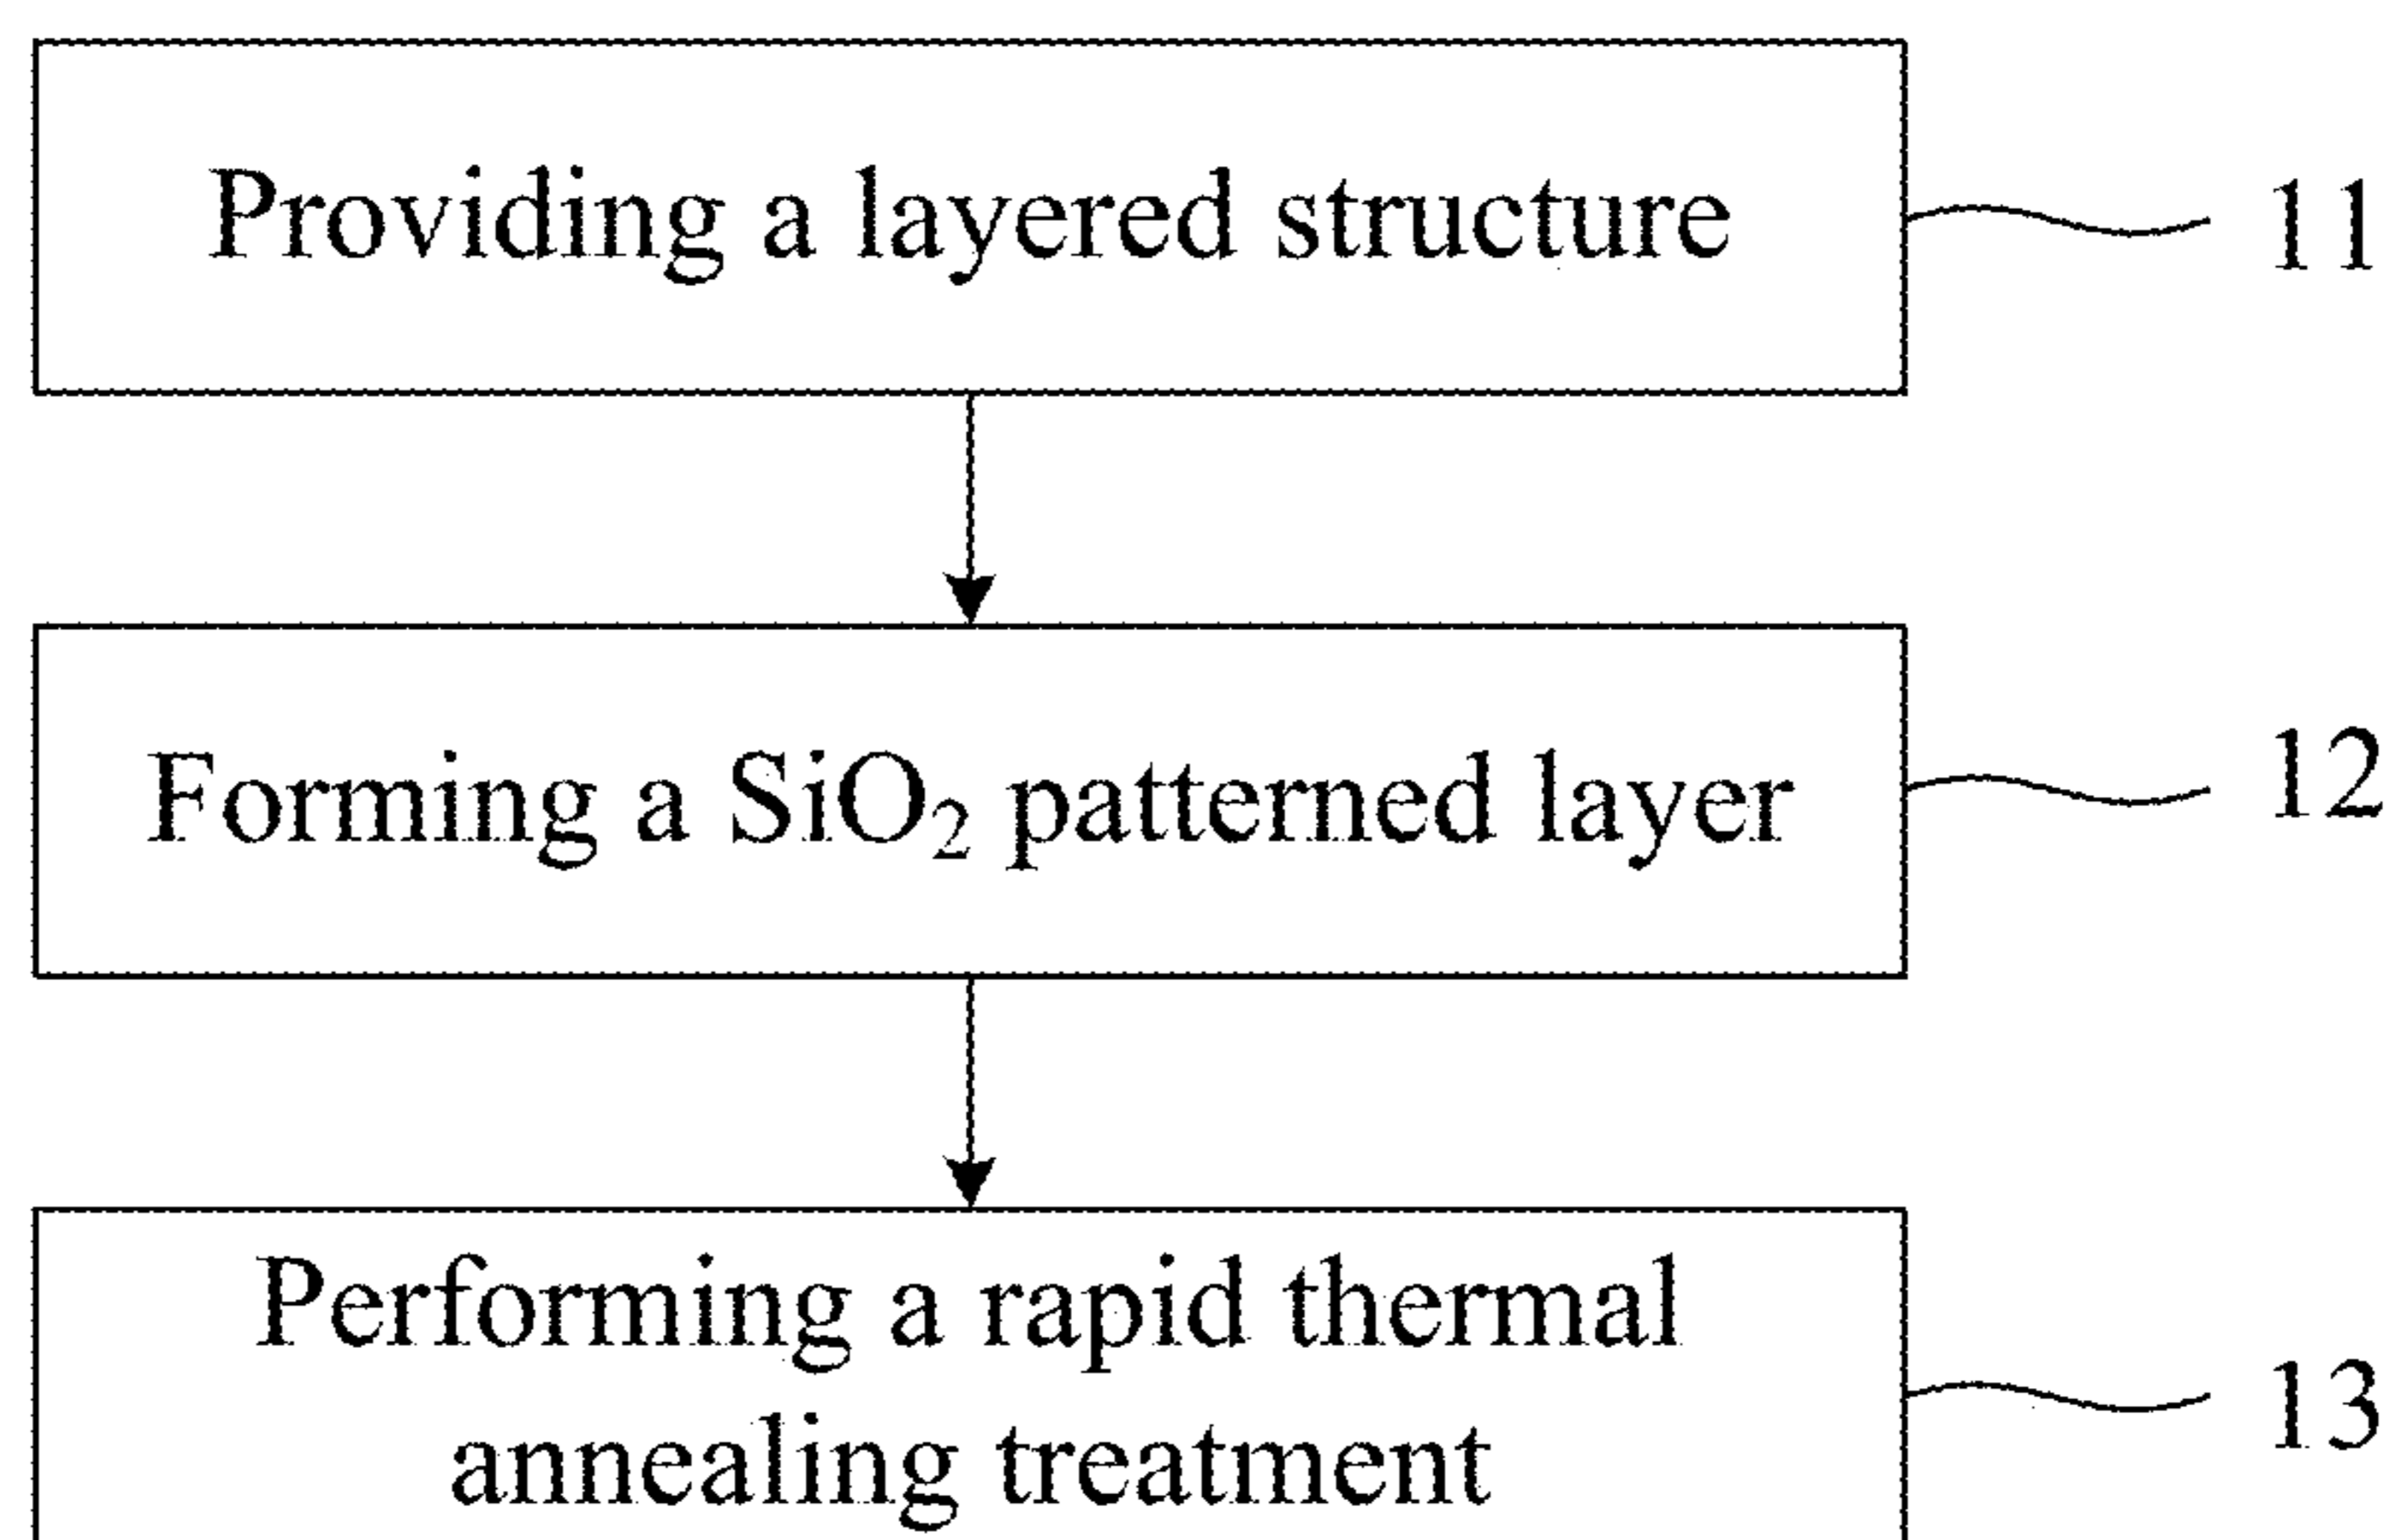 Providing a layered structure
11
Forming a SiO₂ patterned layer
12
Performing a rapid thermal
annealing treatment
13